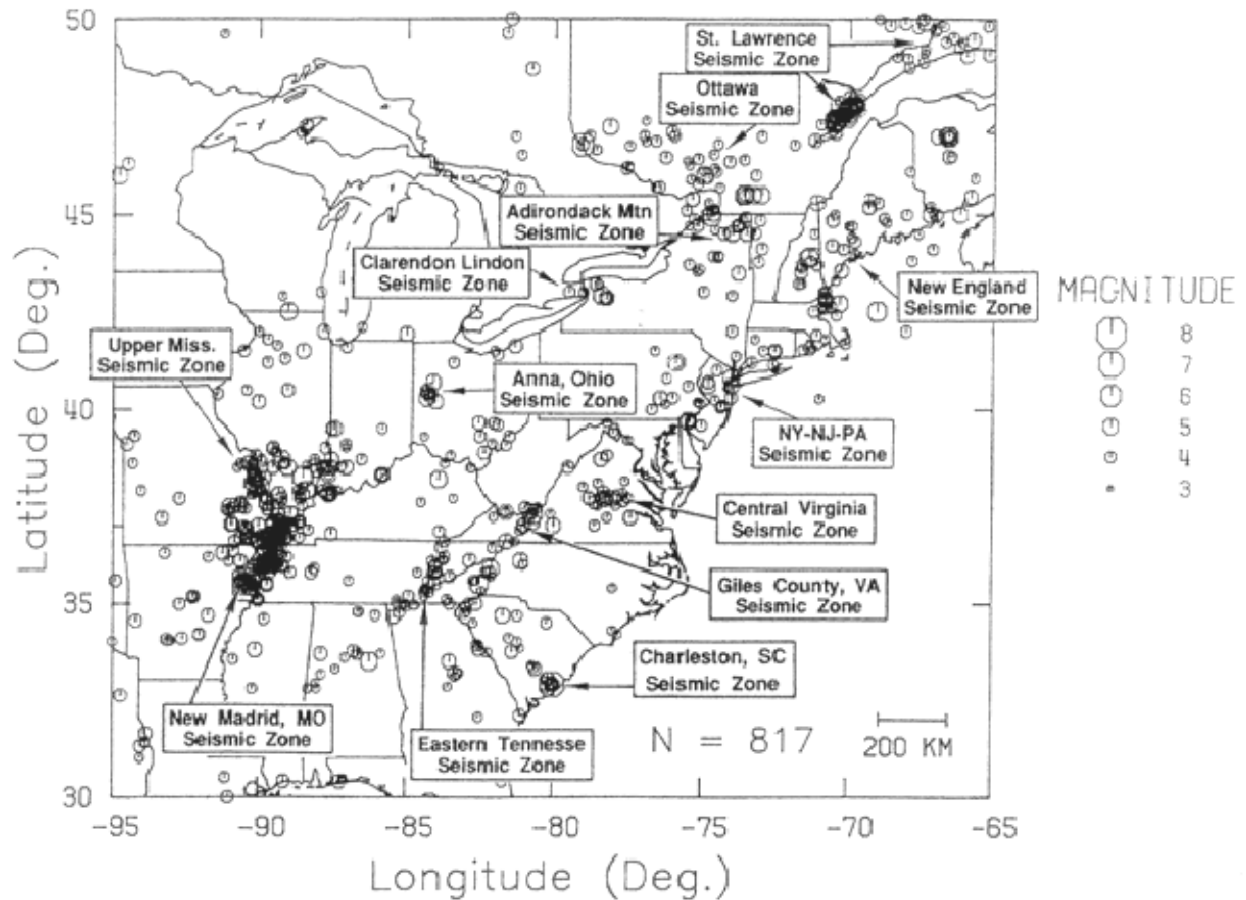 50
45
40
35
30
Latitude (Deg.)
-95
-90
-85
-80
-75
-70
-65
Longitude (Deg.)
St. Lawrence
Seismic Zone
Ottawa
Seismic Zone
Adirondack Mtn
Seismic Zone
Clarendon Lindon
Seismic Zone
New England
Seismic Zone
Upper Miss.
Seismic Zone
Anna, Ohio
Seismic Zone
NY-NJ-PA
Seismic Zone
Central Virginia
Seismic Zone
Giles County, VA
Seismic Zone
Charleston, SC
Seismic Zone
New Madrid, MO
Seismic Zone
Eastern Tennesse
Seismic Zone
N = 817
200 KM
MAGNITUDE
8
7
6
5
4
3